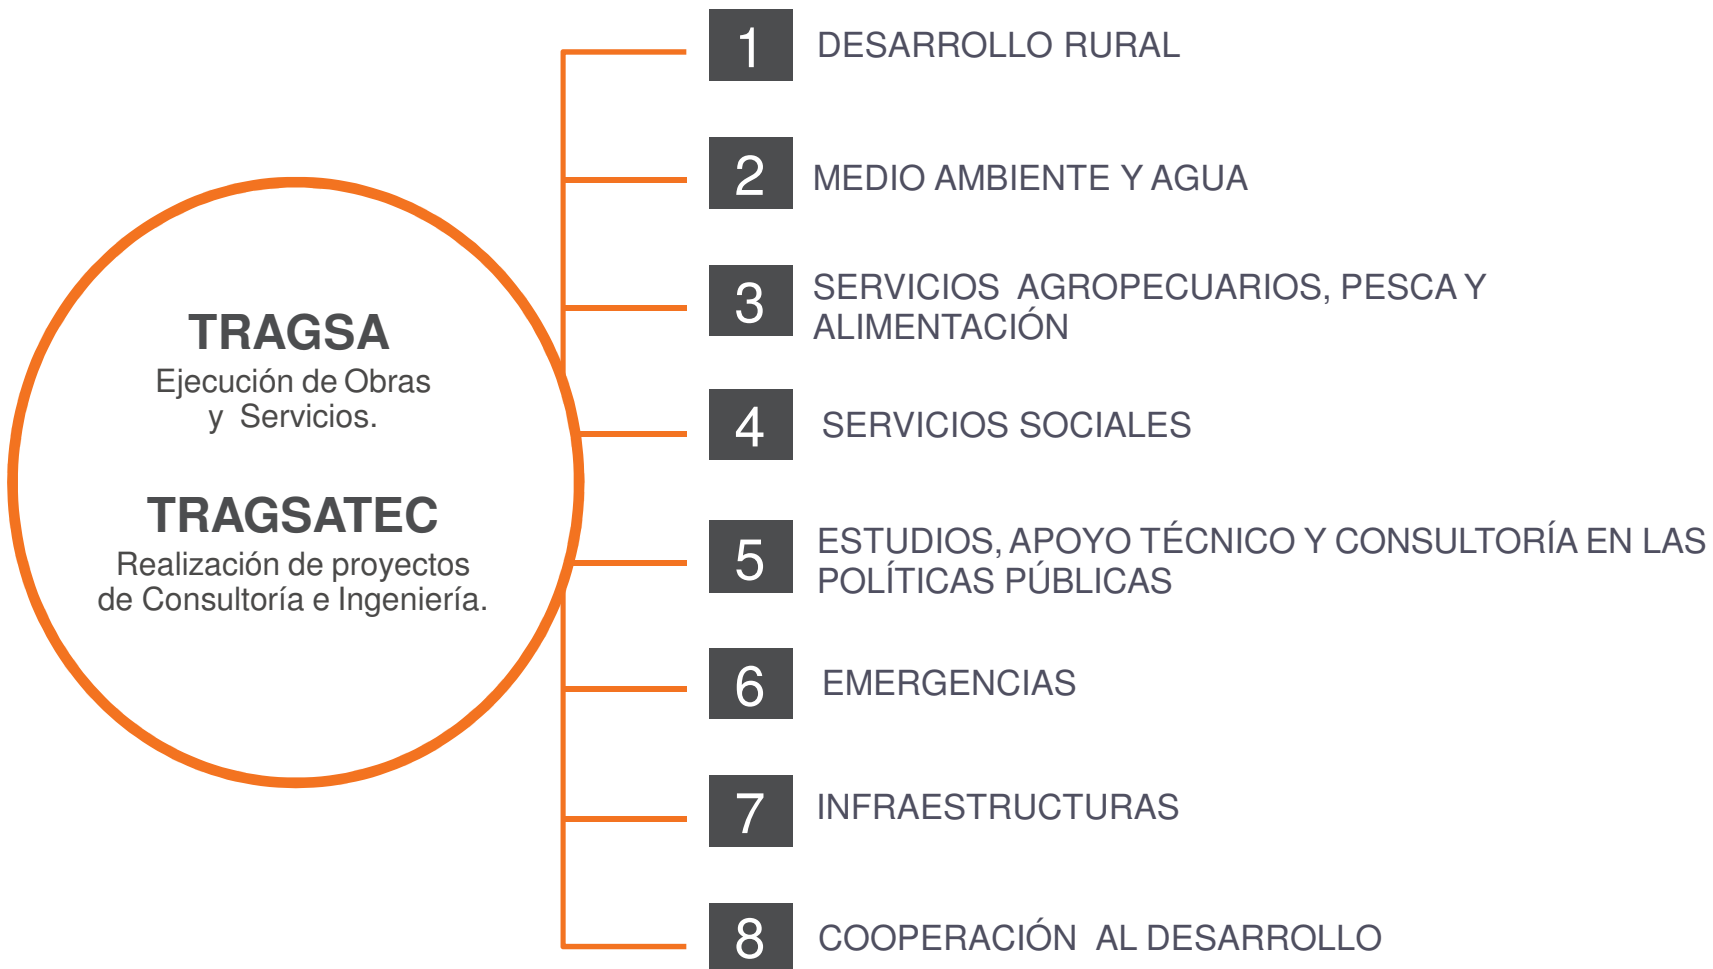 TRAGSA
Ejecución de Obras
y Servicios.
TRAGSATEC
Realización de proyectos
de Consultoría e Ingeniería.
1 DESARROLLO RURAL
2 MEDIO AMBIENTE Y AGUA
3 SERVICIOS AGROPECUARIOS, PESCA Y
ALIMENTACIÓN
4 SERVICIOS SOCIALES
5 ESTUDIOS, APOYO TÉCNICO Y CONSULTORÍA EN LAS
POLÍTICAS PÚBLICAS
6 EMERGENCIAS
7 INFRAESTRUCTURAS
8 COOPERACIÓN AL DESARROLLO